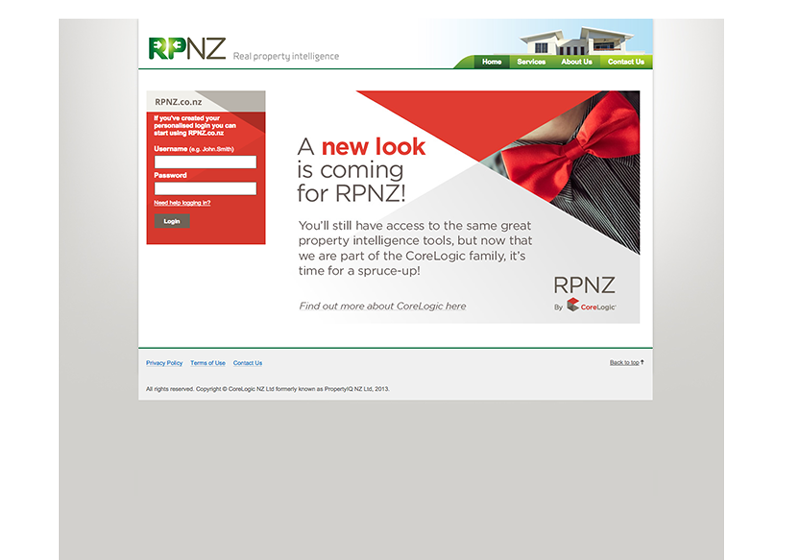 RPNZ Real property intelligence
Home Services About Us Contact Us
RPNZ.co.nz
If you've created your
personalised login you can
start using RPNZ.co.nz
Username (e.g. John.Smith)
Password
Need help logging in?
Login
A new look
is coming
for RPNZ!
You'll still have access to the same great
property intelligence tools, but now that
we are part of the CoreLogic family, it's
time for a spruce-up!
Find out more about CoreLogic here
RPNZ
By CoreLogic
Privacy Policy Terms of Use Contact Us
Back to top ↑
All rights reserved. Copyright © CoreLogic NZ Ltd formerly known as PropertyIQ NZ Ltd, 2013.